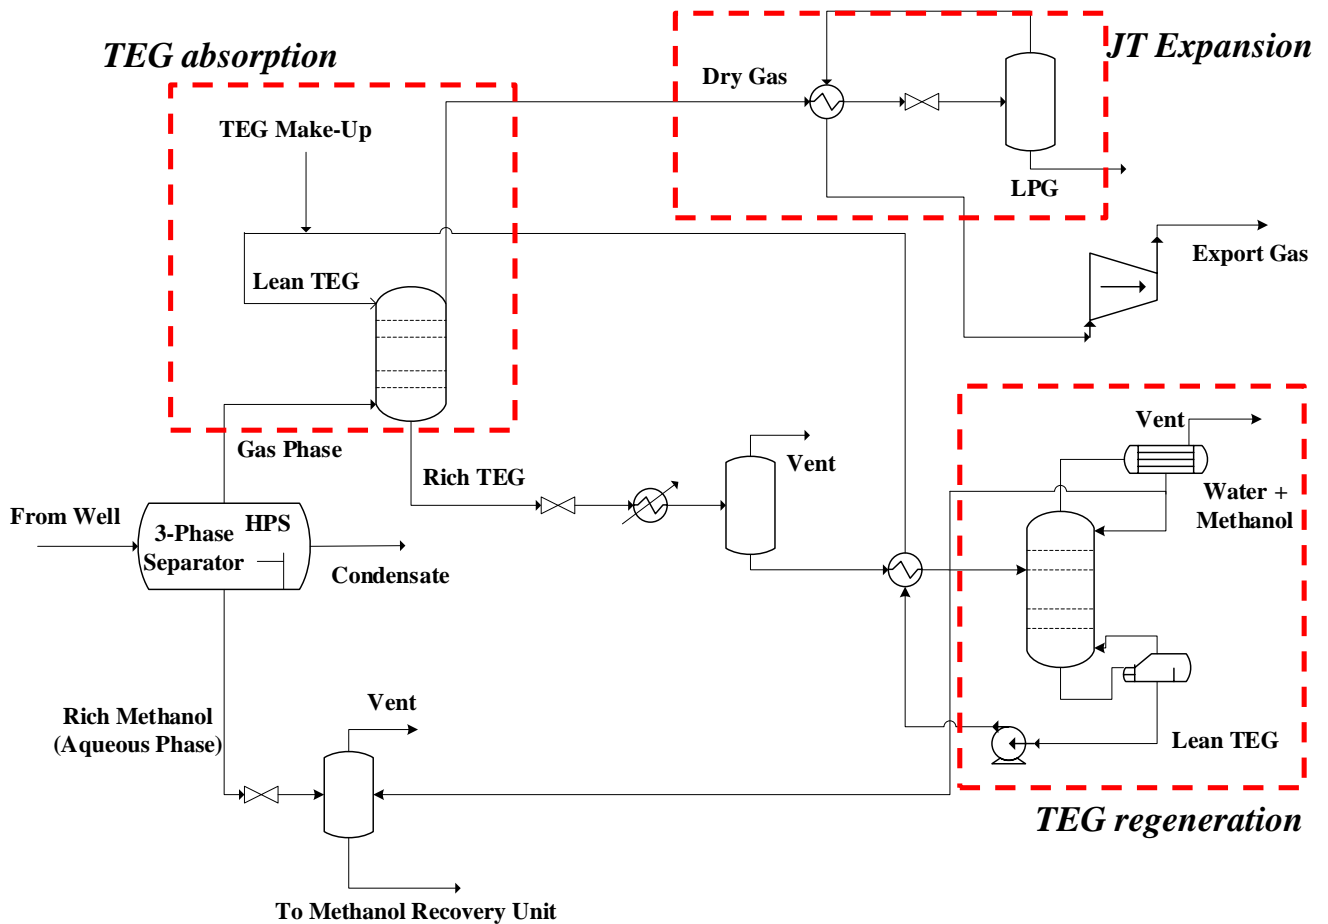 TEG absorption
JT Expansion
Dry Gas
TEG Make-Up
LPG
Lean TEG
Export Gas
Gas Phase
Rich TEG
Vent
Vent
Water +
Methanol
From Well
3-Phase
Separator
HPS
Condensate
Rich Methanol
(Aqueous Phase)
Vent
Lean TEG
TEG regeneration
To Methanol Recovery Unit